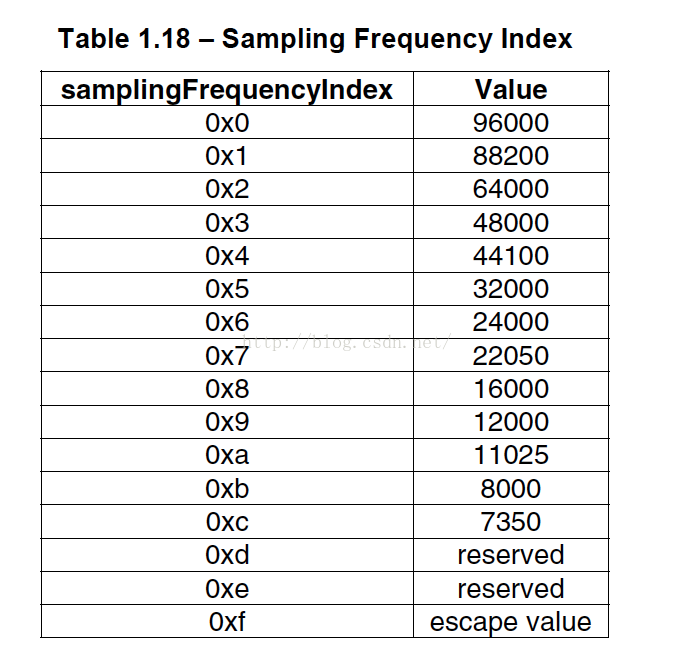 Table 1.18 – Sampling Frequency Index
samplingFrequencyIndex Value
0x0 96000
0x1 88200
0x2 64000
0x3 48000
0x4 44100
0x5 32000
0x6 24000
http://blog.csdn.net/
0x7 22050
0x8 16000
0x9 12000
0xa 11025
0xb 8000
0xc 7350
0xd reserved
0xe reserved
0xf escape value